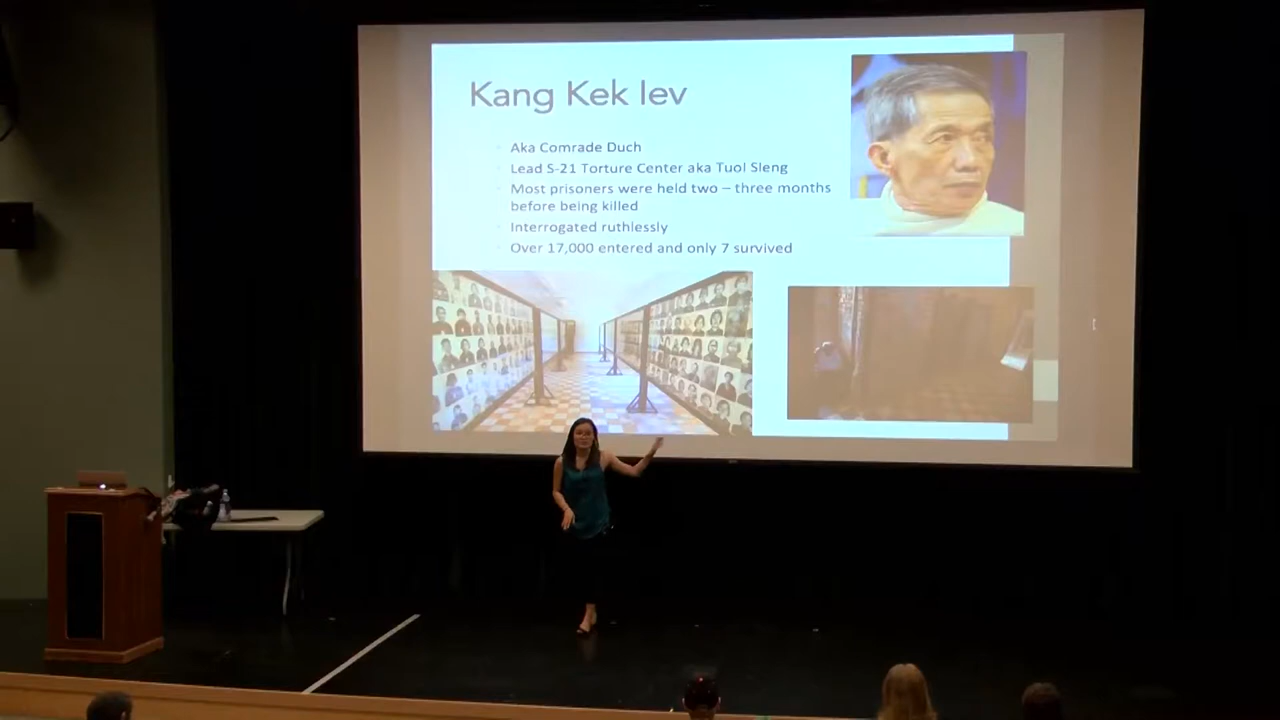 Kang Kek Iev
Aka Comrade Duch
Lead S-21 Torture Center aka Tuol Sleng
Most prisoners were held two – three months
before being killed
Interrogated ruthlessly
Over 17,000 entered and only 7 survived